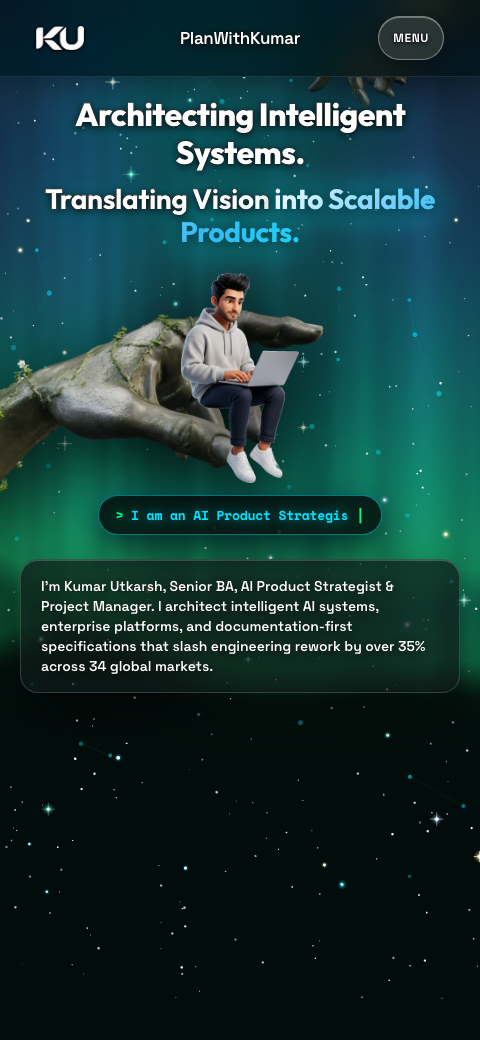 KU
PlanWithKumar
MENU
Architecting Intelligent
Systems.
Translating Vision into Scalable
Products.
> I am an AI Product Strategis
I'm Kumar Utkarsh, Senior BA, AI Product Strategist &
Project Manager. I architect intelligent AI systems,
enterprise platforms, and documentation-first
specifications that slash engineering rework by over 35%
across 34 global markets.